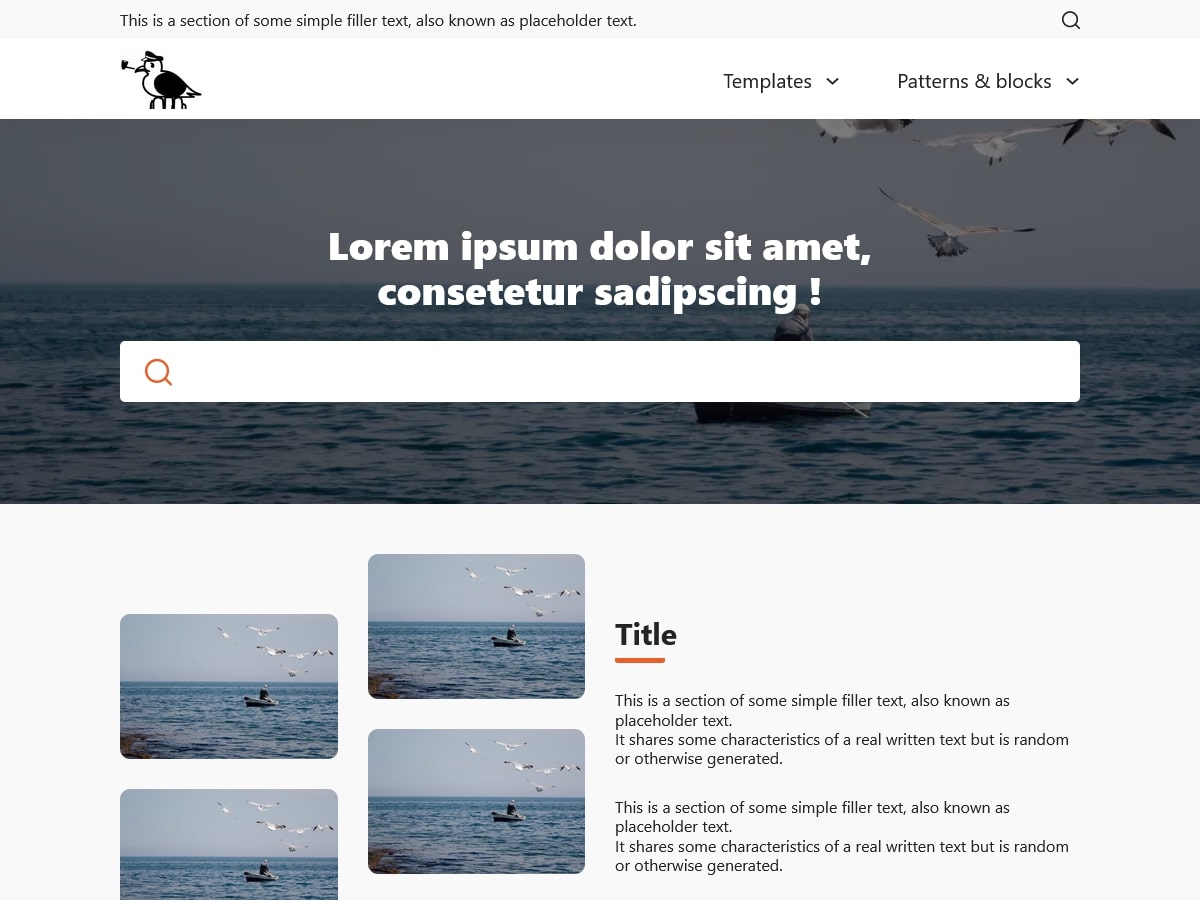 This is a section of some simple filler text, also known as placeholder text.
Templates
Patterns & blocks
Lorem ipsum dolor sit amet,
consetetur sadipscing !
Title
This is a section of some simple filler text, also known as
placeholder text.
It shares some characteristics of a real written text but is random
or otherwise generated.
This is a section of some simple filler text, also known as
placeholder text.
It shares some characteristics of a real written text but is random
or otherwise generated.